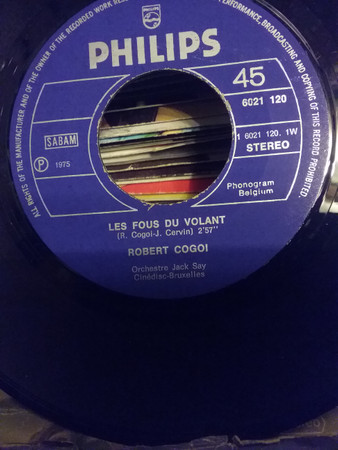 ALL RIGHTS OF THE MANUFACTURER AND OF THE OWNER OF THE RECORDED WORK RESERVED
PERFORMANCE, BROADCASTING AND COPYING OF THIS RECORD PROHIBITED.
PHILIPS
PHILIPS
45
6021 120
SABAM
1 6021 120. 1W
STEREO
P 1975
Phonogram
Belgium
LES FOUS DU VOLANT
(R. Cogoi-J. Cervin) 2'57"
ROBERT COGOI
Orchestre Jack Say
Cinédisc-Bruxelles